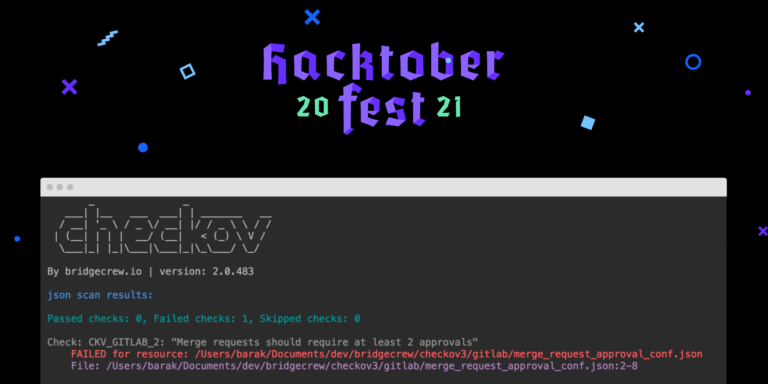 hacktober
20 fest 21
checkov
By bridgecrew.io | version: 2.0.483
json scan results:
Passed checks: 0, Failed checks: 1, Skipped checks: 0
Check: CKV_GITLAB_2: "Merge requests should require at least 2 approvals"
FAILED for resource: /Users/barak/Documents/dev/bridgecrew/checkov3/gitlab/merge_request_approval_conf.json
File: /Users/barak/Documents/dev/bridgecrew/checkov3/gitlab/merge_request_approval_conf.json:2-8